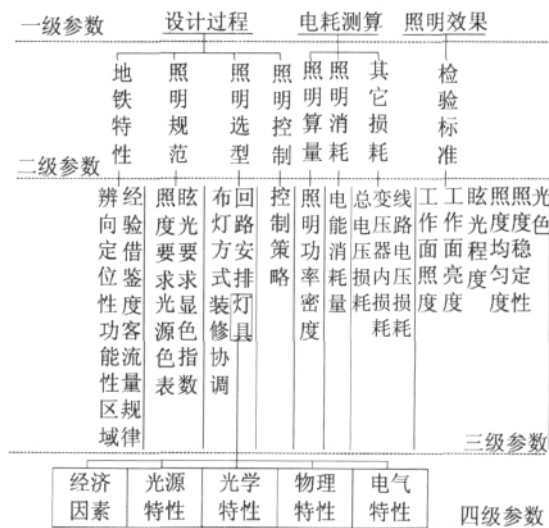 一级参数
设计过程
电耗测算
照明效果
地铁特性
照明规范
照明选型
照明控制
照明算量
照明消耗
其它损耗
检验标准
二级参数
辨向定位性功能性区域
经验借鉴度客流量规律
照度要求光源色表
眩光要求显色指数
布灯方式装修协调
回路安排灯具
控制策略
照明功率密度
电能消耗量
总电压损耗
变压器内损耗
线路电压损耗
工作面照度
工作面亮度
眩光程度
照度均匀度
照度稳定性
光色
三级参数
经济
因素
光源
特性
光学
特性
物理
特性
电气
特性
四级参数